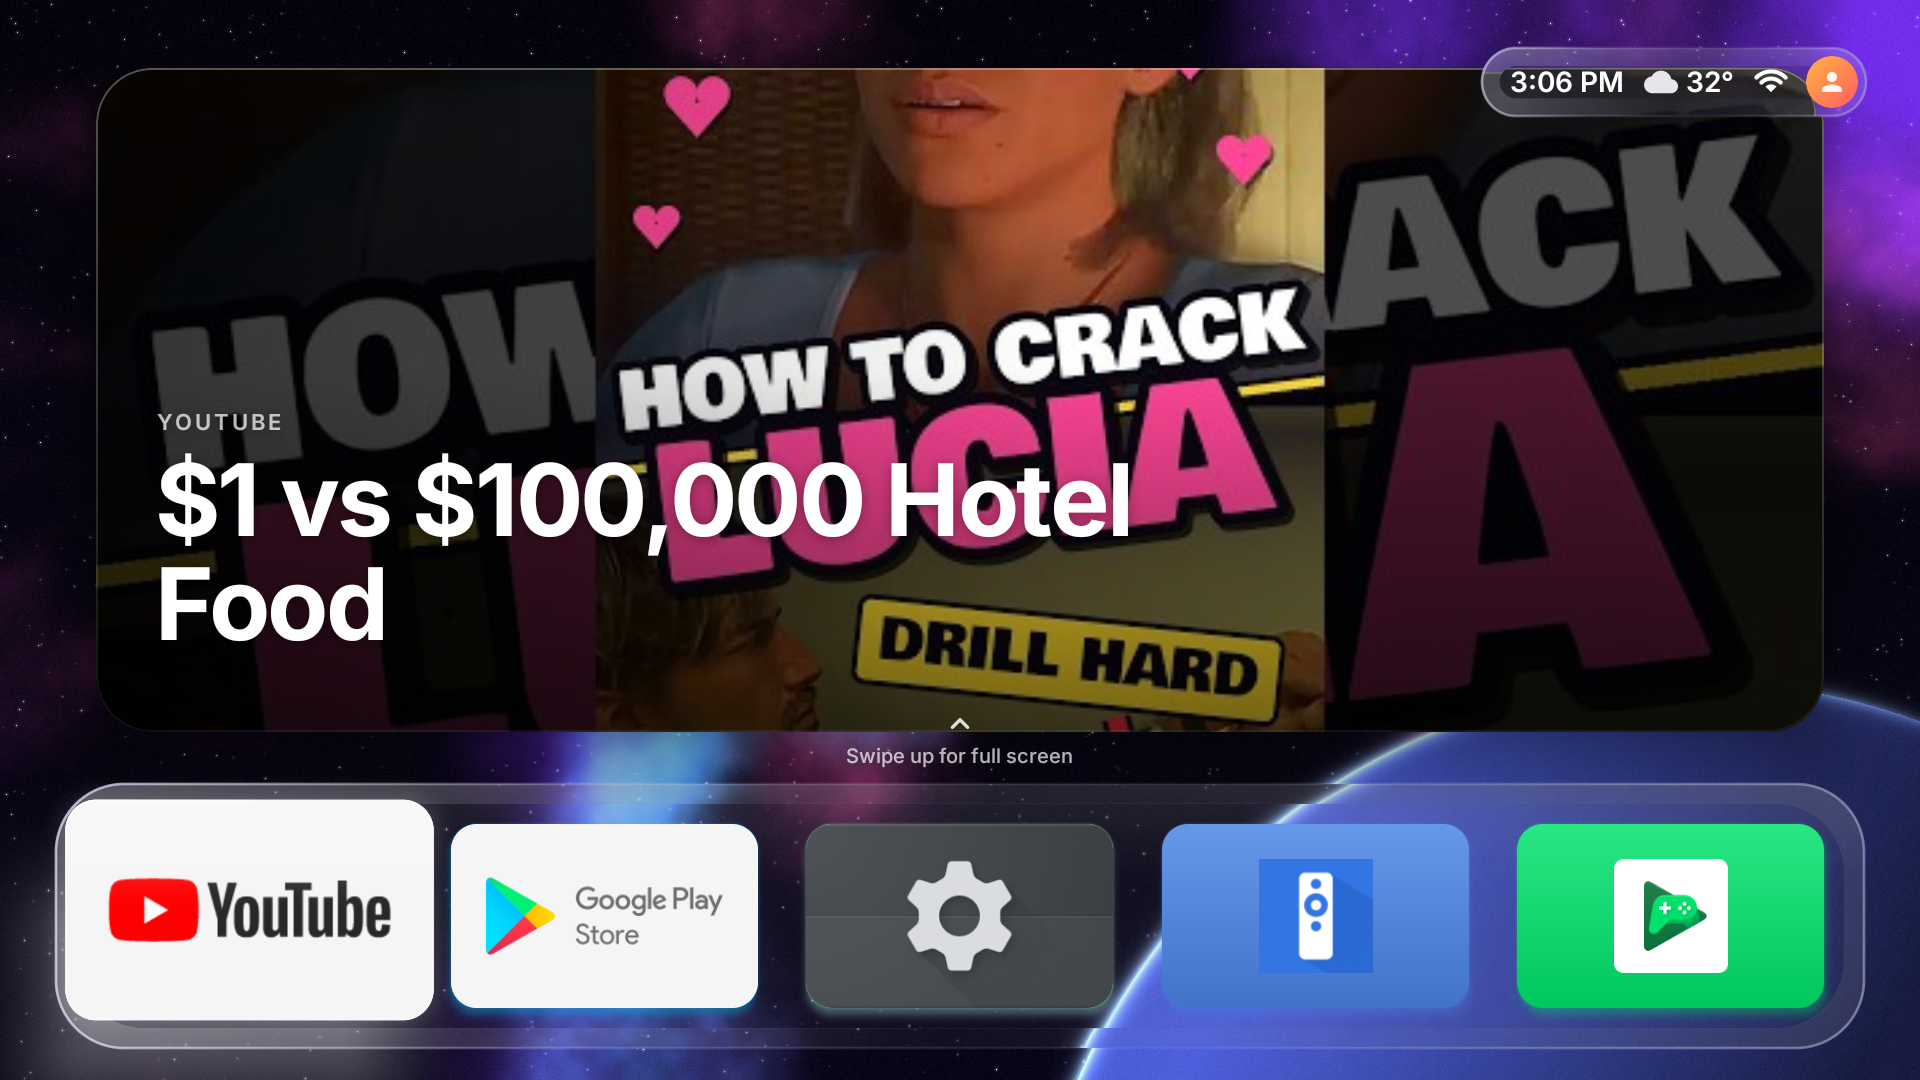 3:06 PM 32°
HOW
ACK
HOW TO CRACK
LUCIA
A
YOUTUBE
$1 vs $100,000 Hotel
Food
DRILL HARD
Swipe up for full screen
YouTube
Google Play
Store